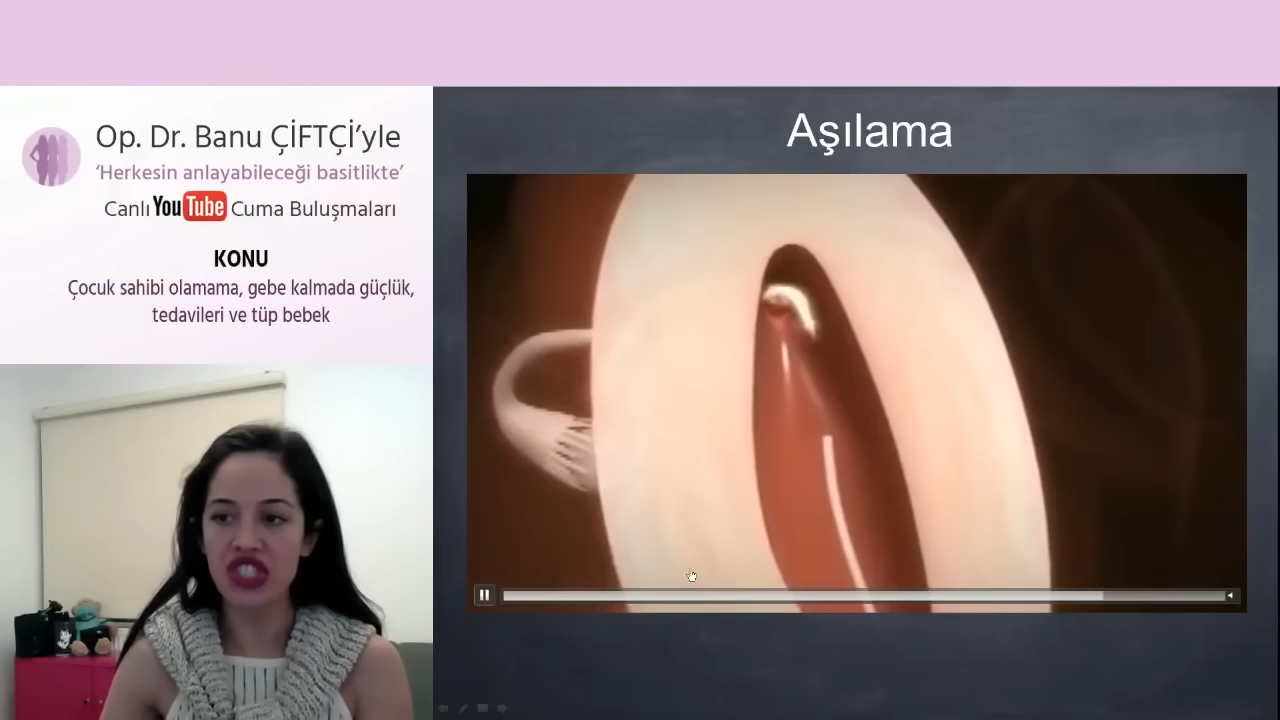 Op. Dr. Banu ÇİFTÇİ'yle
‘Herkesin anlayabileceği basitlikte’
Canlı YouTube Cuma Buluşmaları
KONU
Çocuk sahibi olamama, gebe kalmada güçlük,
tedavileri ve tüp bebek
Aşılama